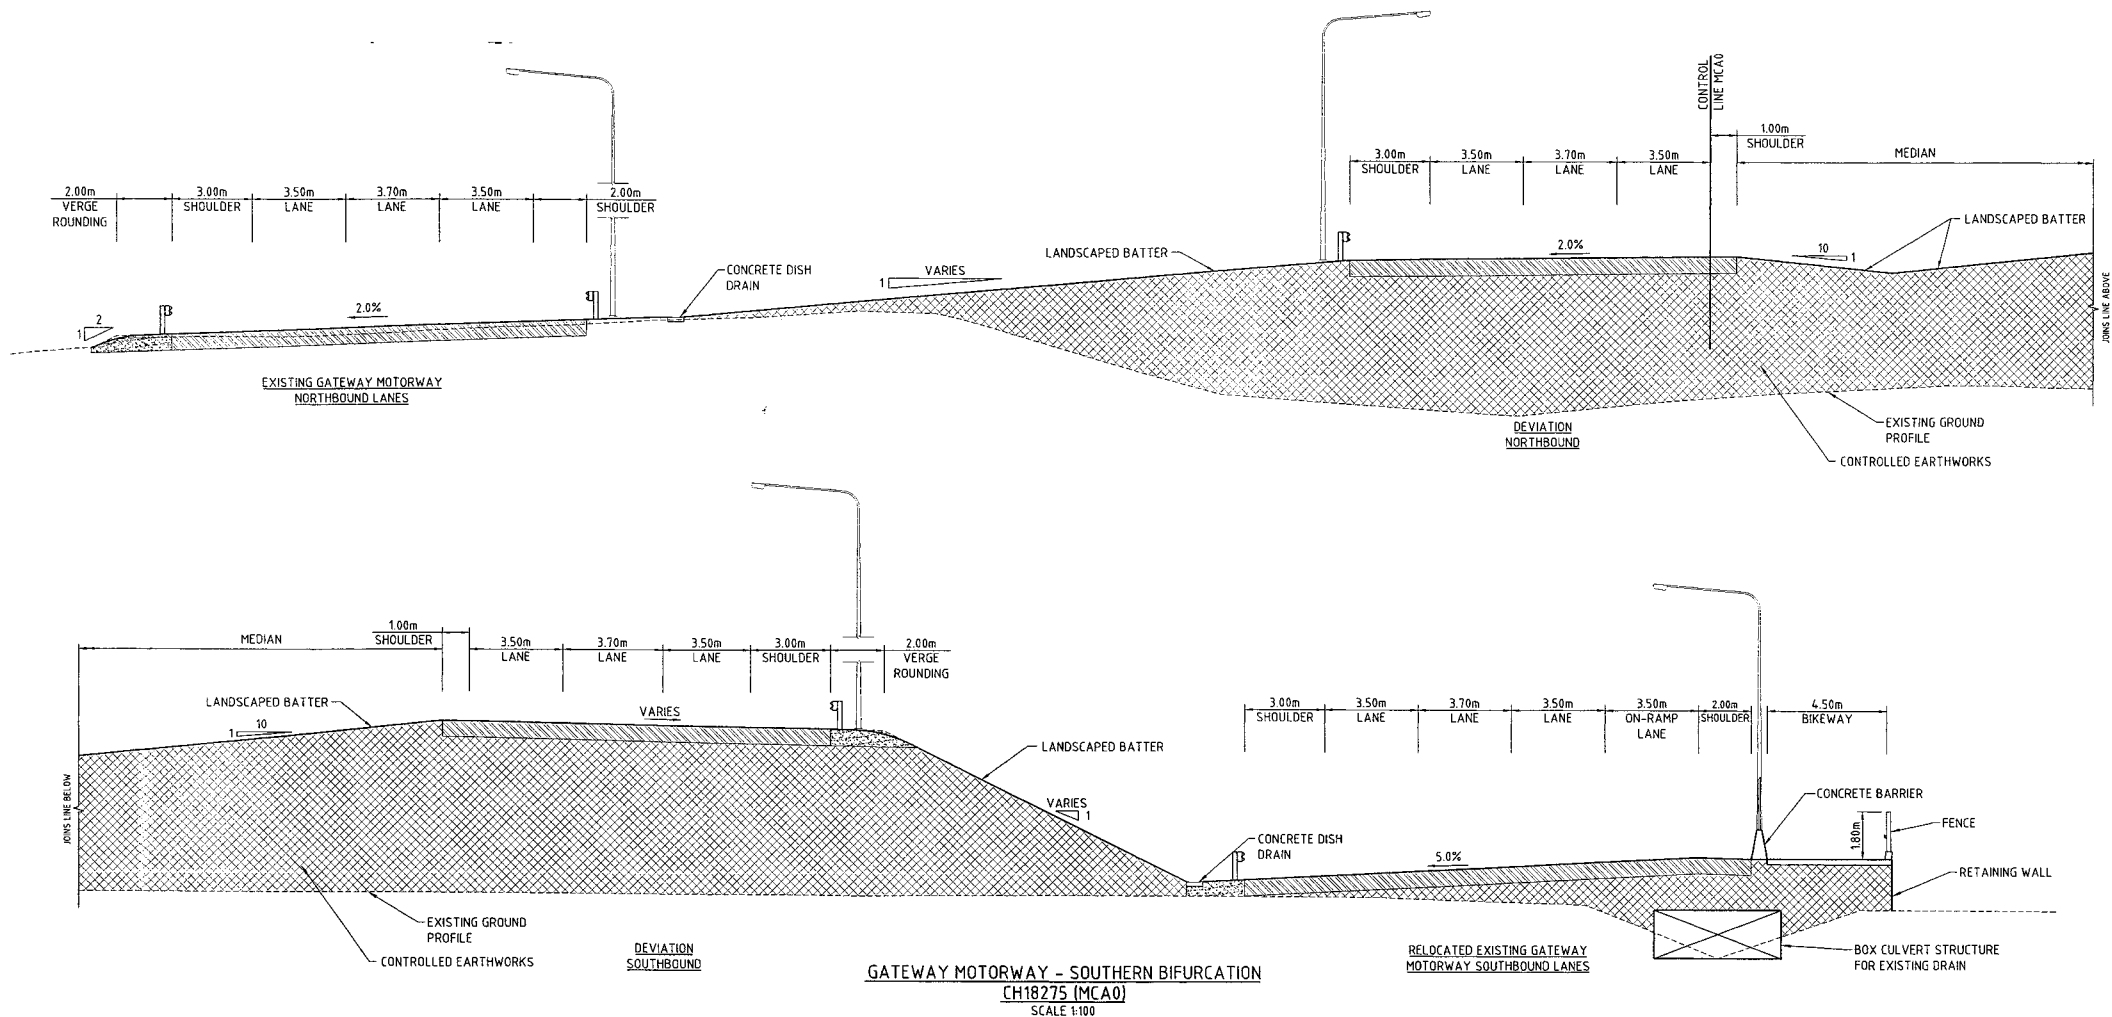 CONTROL
LINE MCA0
1.00m
SHOULDER
3.00m
SHOULDER
3.50m
LANE
3.70m
LANE
3.50m
LANE
MEDIAN
2.00m
VERGE
ROUNDING
3.00m
SHOULDER
3.50m
LANE
3.70m
LANE
3.50m
LANE
2.00m
SHOULDER
LANDSCAPED BATTER
LANDSCAPED BATTER
2.0%
10
1
CONCRETE DISH
DRAIN
1
VARIES
2.0%
2
1
JOINS LINE ABOVE
EXISTING GATEWAY MOTORWAY
NORTHBOUND LANES
DEVIATION
NORTHBOUND
EXISTING GROUND
PROFILE
CONTROLLED EARTHWORKS
MEDIAN
1.00m
SHOULDER
3.50m
LANE
3.70m
LANE
3.50m
LANE
3.00m
SHOULDER
2.00m
VERGE
ROUNDING
LANDSCAPED BATTER
10
1
VARIES
LANDSCAPED BATTER
3.00m
SHOULDER
3.50m
LANE
3.70m
LANE
3.50m
LANE
3.50m
ON-RAMP
LANE
2.00m
SHOULDER
4.50m
BIKEWAY
JOINS LINE BELOW
VARIES
1
CONCRETE BARRIER
1.80m
FENCE
CONCRETE DISH
DRAIN
5.0%
RETAINING WALL
EXISTING GROUND
PROFILE
CONTROLLED EARTHWORKS
DEVIATION
SOUTHBOUND
RELOCATED EXISTING GATEWAY
MOTORWAY SOUTHBOUND LANES
BOX CULVERT STRUCTURE
FOR EXISTING DRAIN
GATEWAY MOTORWAY - SOUTHERN BIFURCATION
CH18275 (MCA0)
SCALE 1:100